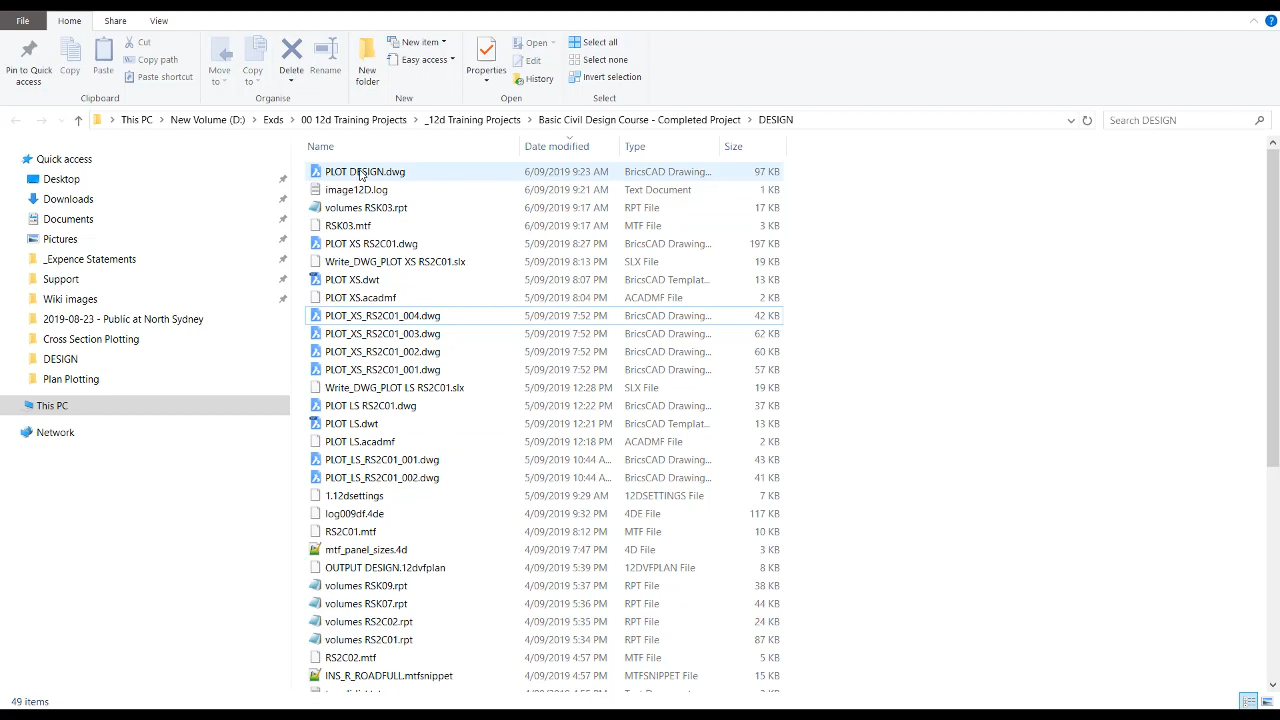 File Home Share View
Pin to Quick access
Copy
Paste
Cut
Copy path
Paste shortcut
Clipboard
Move to
Copy to
Delete
Rename
Organise
New folder
New item
Easy access
New
Properties
Open
Edit
History
Open
Select all
Select none
Invert selection
Select
This PC > New Volume (D:) > Exds > 00 12d Training Projects > _12d Training Projects > Basic Civil Design Course - Completed Project > DESIGN
Search DESIGN
Quick access
Desktop
Downloads
Documents
Pictures
_Expence Statements
Support
Wiki images
2019-08-23 - Public at North Sydney
Cross Section Plotting
DESIGN
Plan Plotting
This PC
Network
Name Date modified Type Size
PLOT DESIGN.dwg 6/09/2019 9:23 AM BricsCAD Drawing... 97 KB
image12D.log 6/09/2019 9:21 AM Text Document 1 KB
volumes RSK03.rpt 6/09/2019 9:17 AM RPT File 17 KB
RSK03.mtf 6/09/2019 9:17 AM MTF File 3 KB
PLOT XS RS2C01.dwg 5/09/2019 8:27 PM BricsCAD Drawing... 197 KB
Write_DWG_PLOT XS RS2C01.slx 5/09/2019 8:13 PM SLX File 19 KB
PLOT XS.dwt 5/09/2019 8:07 PM BricsCAD Templat... 13 KB
PLOT XS.acadmf 5/09/2019 8:04 PM ACADMF File 2 KB
PLOT_XS_RS2C01_004.dwg 5/09/2019 7:52 PM BricsCAD Drawing... 42 KB
PLOT_XS_RS2C01_003.dwg 5/09/2019 7:52 PM BricsCAD Drawing... 62 KB
PLOT_XS_RS2C01_002.dwg 5/09/2019 7:52 PM BricsCAD Drawing... 60 KB
PLOT_XS_RS2C01_001.dwg 5/09/2019 7:52 PM BricsCAD Drawing... 57 KB
Write_DWG_PLOT LS RS2C01.slx 5/09/2019 12:28 PM SLX File 19 KB
PLOT LS RS2C01.dwg 5/09/2019 12:22 PM BricsCAD Drawing... 37 KB
PLOT LS.dwt 5/09/2019 12:21 PM BricsCAD Templat... 13 KB
PLOT LS.acadmf 5/09/2019 12:18 PM ACADMF File 2 KB
PLOT_LS_RS2C01_001.dwg 5/09/2019 10:44 A... BricsCAD Drawing... 43 KB
PLOT_LS_RS2C01_002.dwg 5/09/2019 10:44 A... BricsCAD Drawing... 41 KB
1.12dsettings 5/09/2019 9:29 AM 12DSETTINGS File 7 KB
log009df.4de 4/09/2019 9:32 PM 4DE File 117 KB
RS2C01.mtf 4/09/2019 8:12 PM MTF File 10 KB
mtf_panel_sizes.4d 4/09/2019 7:47 PM 4D File 3 KB
OUTPUT DESIGN.12dvfplan 4/09/2019 5:39 PM 12DVFPLAN File 8 KB
volumes RSK09.rpt 4/09/2019 5:36 PM RPT File 38 KB
volumes RSK07.rpt 4/09/2019 5:36 PM RPT File 44 KB
volumes RS2C02.rpt 4/09/2019 5:35 PM RPT File 24 KB
volumes RS2C01.rpt 4/09/2019 5:34 PM RPT File 87 KB
RS2C02.mtf 4/09/2019 4:57 PM MTF File 5 KB
INS_R_ROADFULL.mtfsnippet 4/09/2019 4:57 PM MTFSNIPPET File 15 KB
49 items